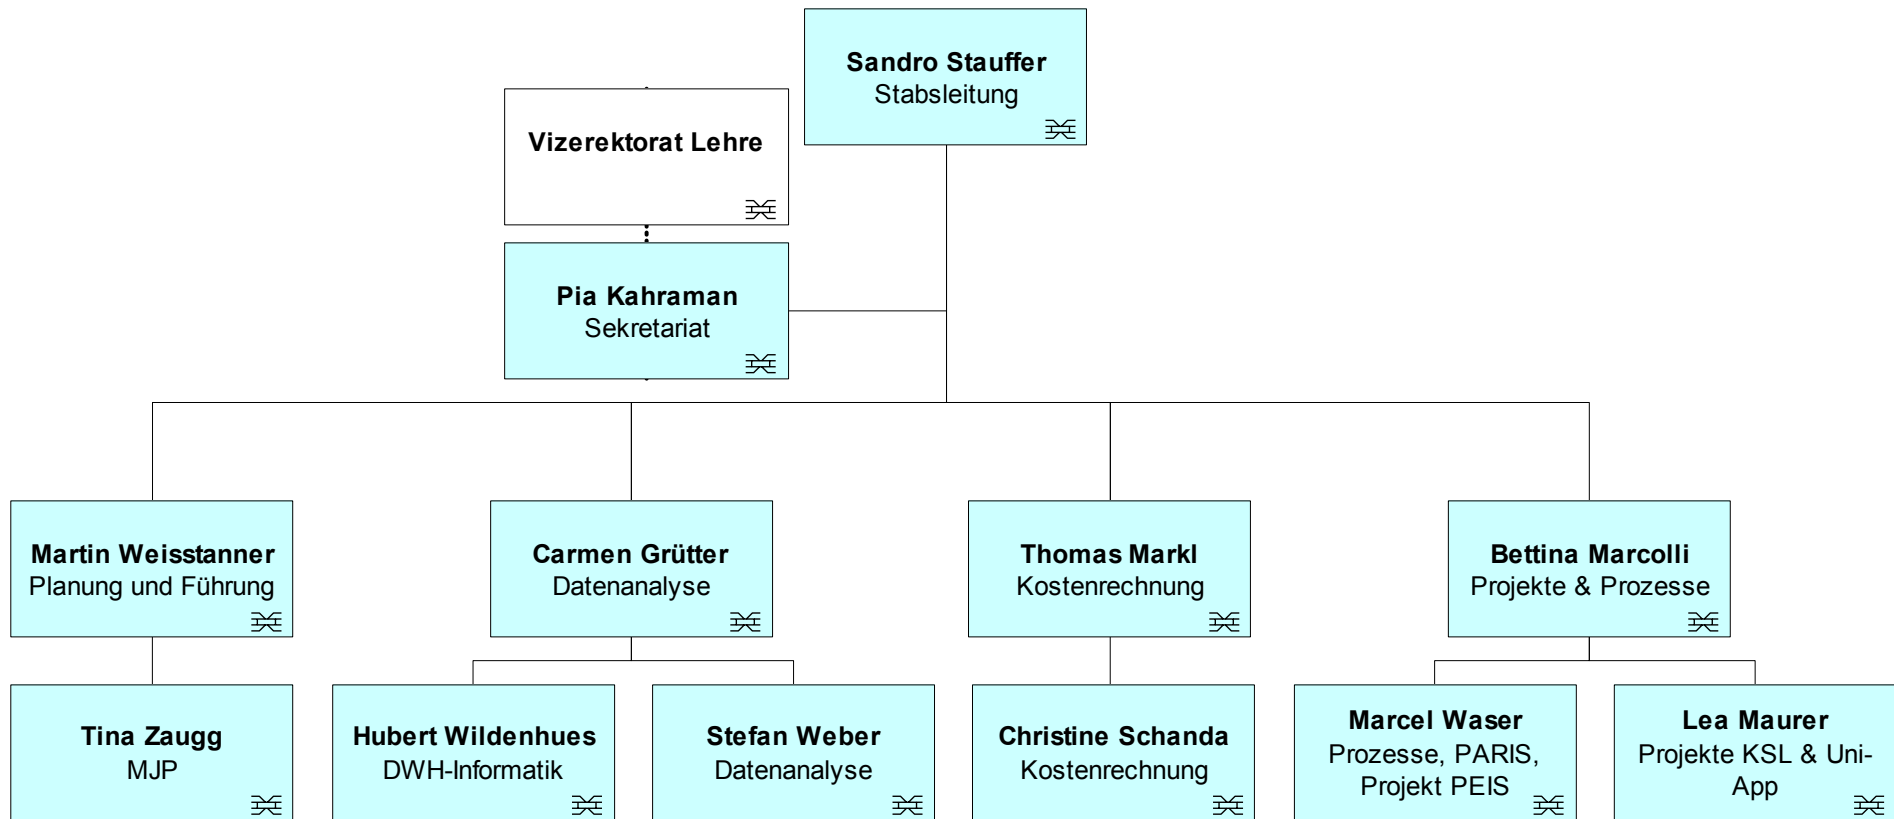 Sandro Stauffer
Stabsleitung
Vizerektorat Lehre
Pia Kahraman
Sekretariat
Martin Weisstanner
Planung und Führung
Carmen Grütter
Datenanalyse
Thomas Markl
Kostenrechnung
Bettina Marcolli
Projekte & Prozesse
Tina Zaugg
MJP
Hubert Wildenhues
DWH-Informatik
Stefan Weber
Datenanalyse
Christine Schanda
Kostenrechnung
Marcel Waser
Prozesse, PARIS,
Projekt PEIS
Lea Maurer
Projekte KSL & Uni-
App